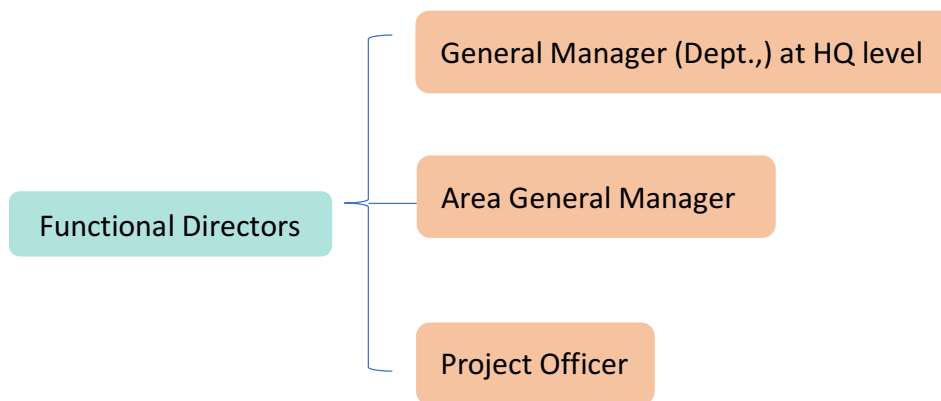 General Manager (Dept.,) at HQ level
Area General Manager
Functional Directors
Project Officer